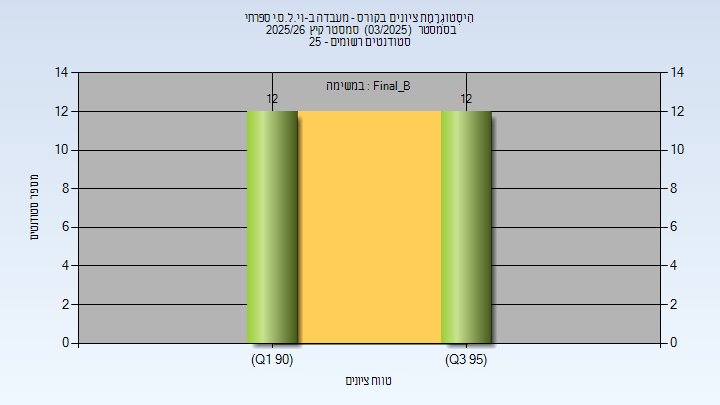 היסטוגרמת ציונים בקורס - מעבדה ב-וי.ל.ס.י ספרתי
בסמסטר (03/2025) סמסטר קיץ 2025/26
סטודנטים רשומים - 25
במשימה : Final_B
12 12
14 14
12 12
10 10
8 8
6 6
4 4
2 2
0 0
מספר סטודנטים
(Q1 90) (Q3 95)
טווח ציונים